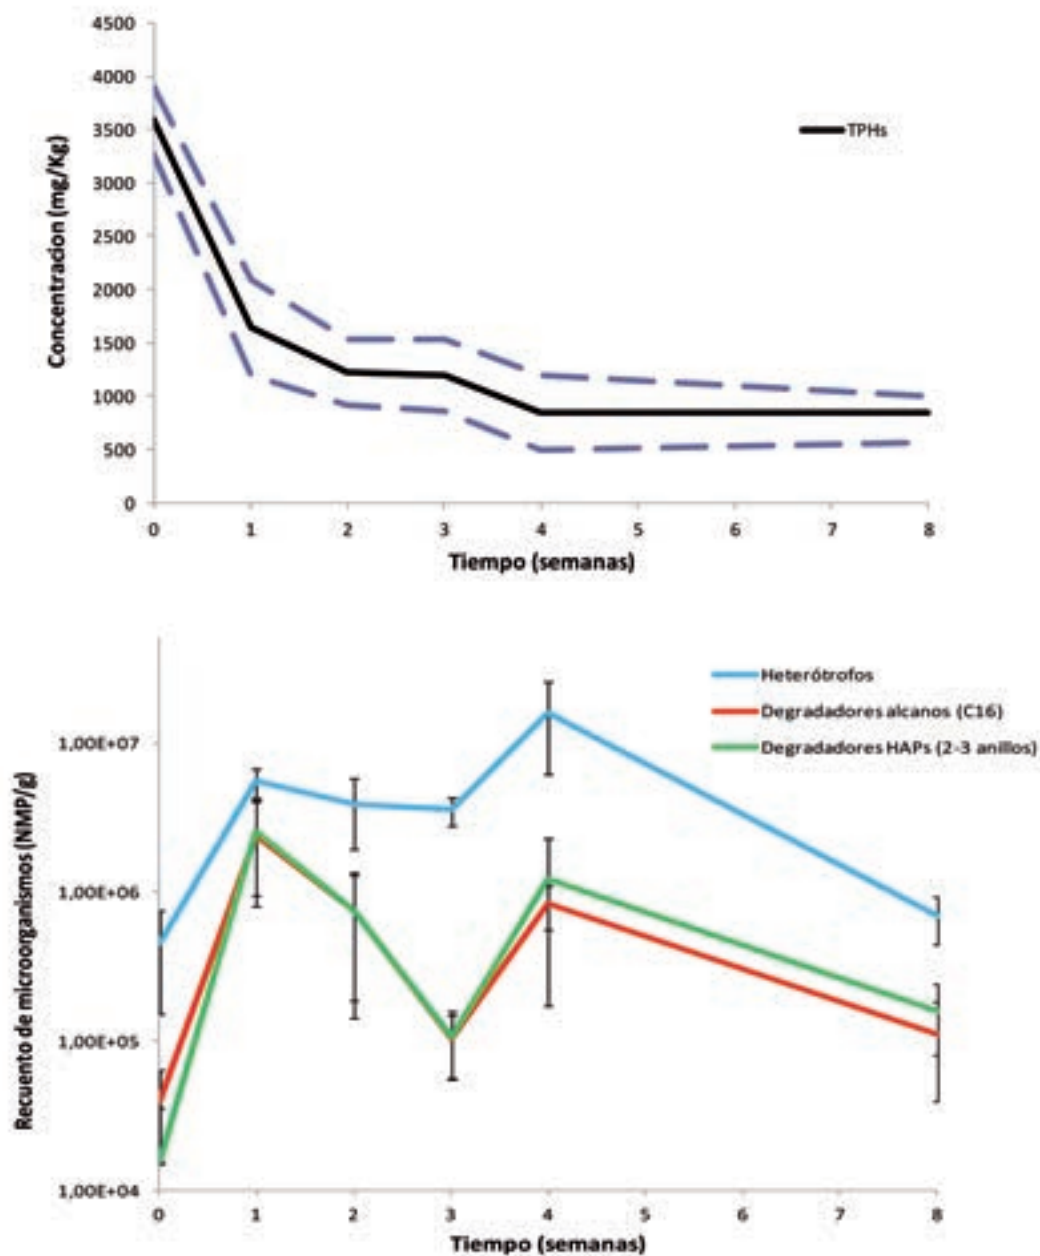 4500
4000
3500
3000
2500
2000
1500
1000
500
0
Concentracion (mg/Kg)
TPHs
0 1 2 3 4 5 6 7 8
Tiempo (semanas)
Heterótrofos
Degradadores alcanos (C16)
Degradadores HAPs (2-3 anillos)
1,00E+07
1,00E+06
1,00E+05
1,00E+04
Recuento de microorganismos (NMP/g)
0 1 2 3 4 5 6 7 8
Tiempo (semanas)